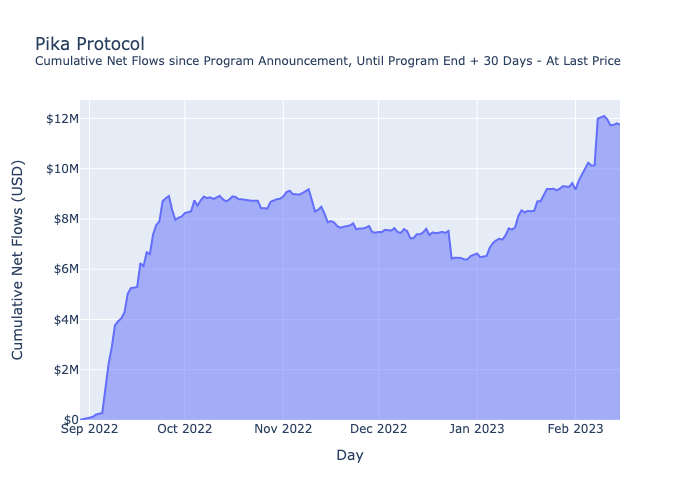 Pika Protocol
Cumulative Net Flows since Program Announcement, Until Program End + 30 Days - At Last Price
Cumulative Net Flows (USD)
$12M
$10M
$8M
$6M
$4M
$2M
$0
Sep 2022 Oct 2022 Nov 2022 Dec 2022 Jan 2023 Feb 2023
Day